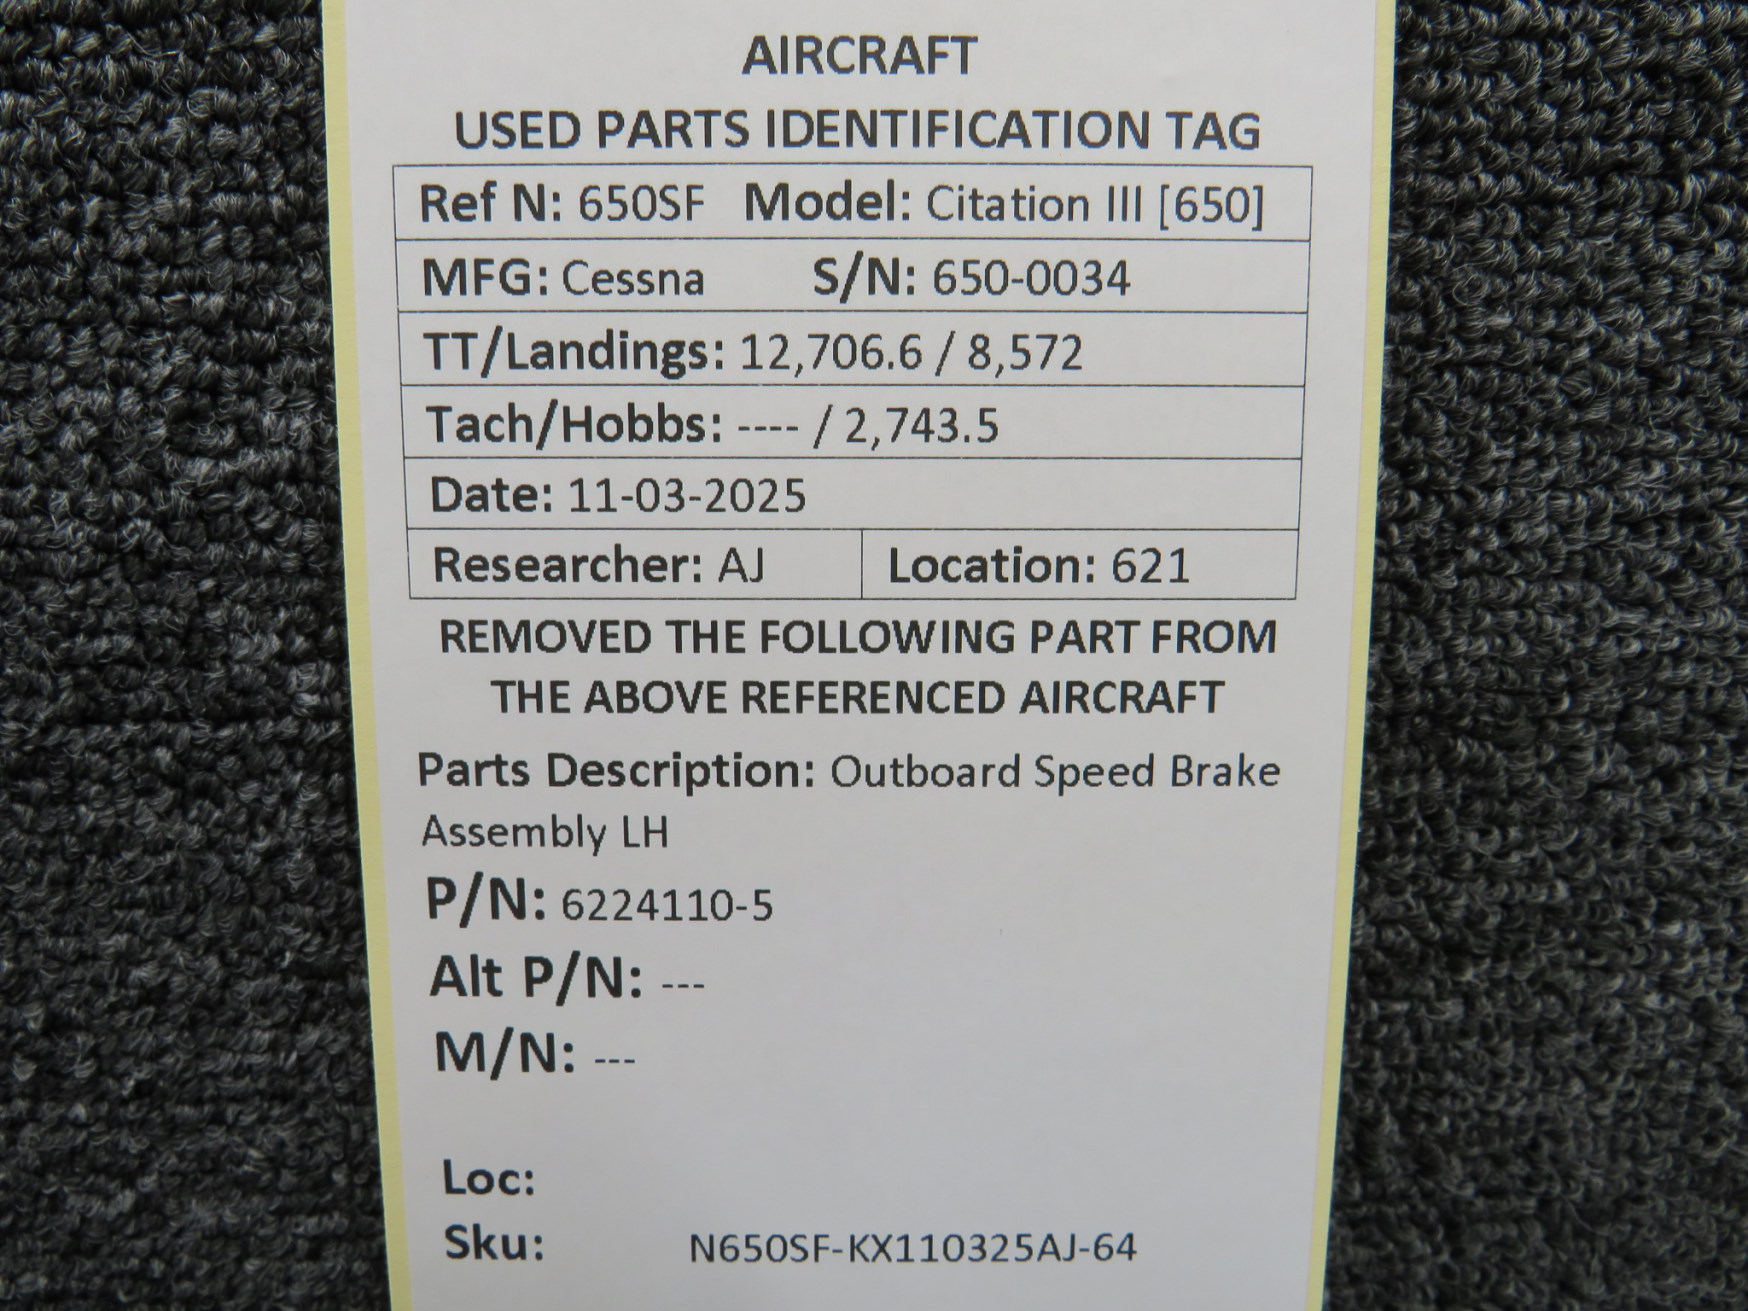 AIRCRAFT
USED PARTS IDENTIFICATION TAG
Ref N: 650SF Model: Citation III [650]
MFG: Cessna S/N: 650-0034
TT/Landings: 12,706.6 / 8,572
Tach/Hobbs: ---- / 2,743.5
Date: 11-03-2025
Researcher: AJ Location: 621
REMOVED THE FOLLOWING PART FROM
THE ABOVE REFERENCED AIRCRAFT
Parts Description: Outboard Speed Brake
Assembly LH
P/N: 6224110-5
Alt P/N: ---
M/N: ---
Loc:
Sku: N650SF-KX110325AJ-64